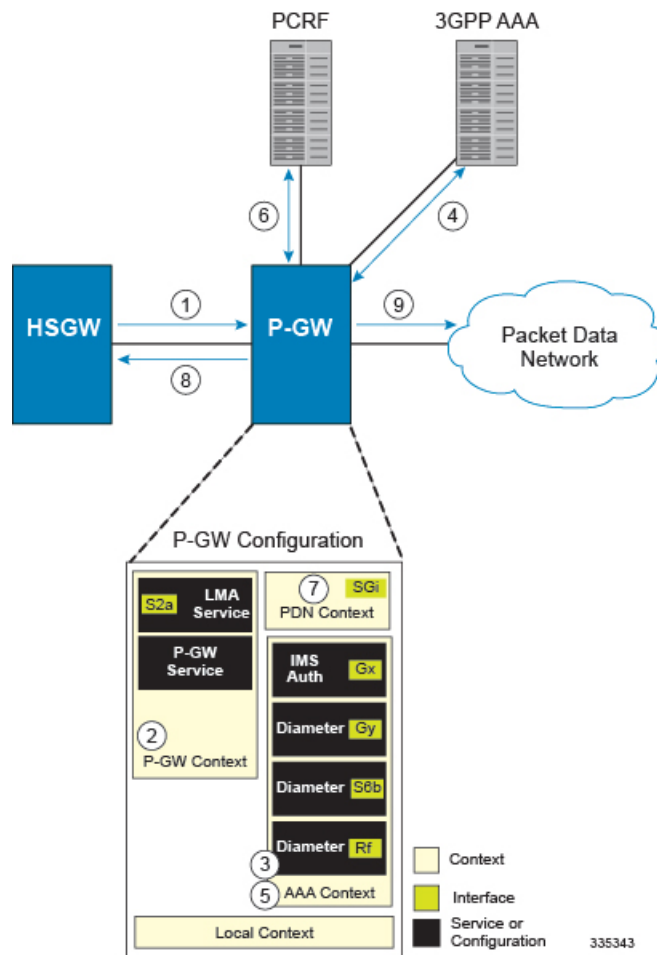 PCRF
3GPP AAA
6
4
HSGW
1
8
P-GW
9
Packet Data
Network
P-GW Configuration
S2a
LMA
Service
P-GW
Service
2
P-GW Context
7
SGi
PDN Context
IMS
Auth
Gx
Diameter
Gy
Diameter
S6b
Diameter
Rf
3
5
AAA Context
Local Context
Context
Interface
Service or
Configuration
335343